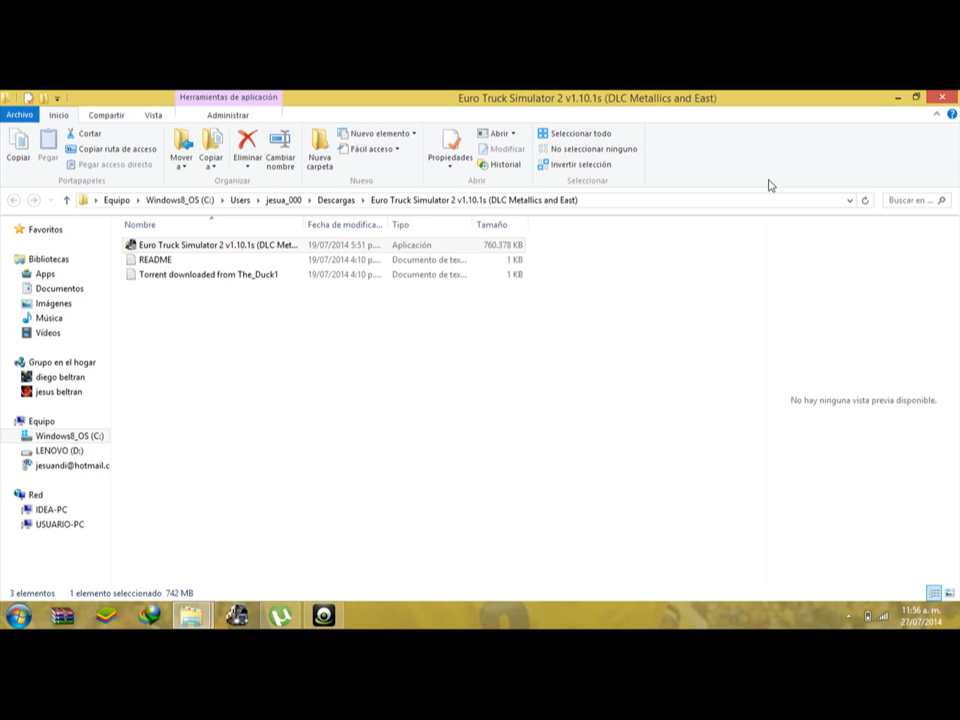 Herramientas de aplicación
Euro Truck Simulator 2 v1.10.1s (DLC Metallics and East)
Archivo Inicio Compartir Vista Administrar
Copiar
Pegar
Cortar
Copiar ruta de acceso
Pegar acceso directo
Portapapeles
Mover a
Copiar a
Eliminar
Cambiar nombre
Organizar
Nueva carpeta
Nuevo elemento
Fácil acceso
Nuevo
Propiedades
Abrir
Modificar
Historial
Abrir
Seleccionar todo
No seleccionar ninguno
Invertir selección
Seleccionar
Equipo Windows8_OS (C:) Users jesua_000 Descargas Euro Truck Simulator 2 v1.10.1s (DLC Metallics and East)
Buscar en ...
Nombre Fecha de modifica... Tipo Tamaño
Euro Truck Simulator 2 v1.10.1s (DLC Met... 19/07/2014 5:51 p.... Aplicación 760.378 KB
README 19/07/2014 4:10 p.... Documento de tex... 1 KB
Torrent downloaded from The_Duck1 19/07/2014 4:10 p.... Documento de tex... 1 KB
Favoritos
Bibliotecas
Apps
Documentos
Imágenes
Música
Vídeos
Grupo en el hogar
diego beltran
jesus beltran
Equipo
Windows8_OS (C:)
LENOVO (D:)
jesuandi@hotmail.c
Red
IDEA-PC
USUARIO-PC
No hay ninguna vista previa disponible.
3 elementos 1 elemento seleccionado 742 MB
11:56 a. m.
27/07/2014